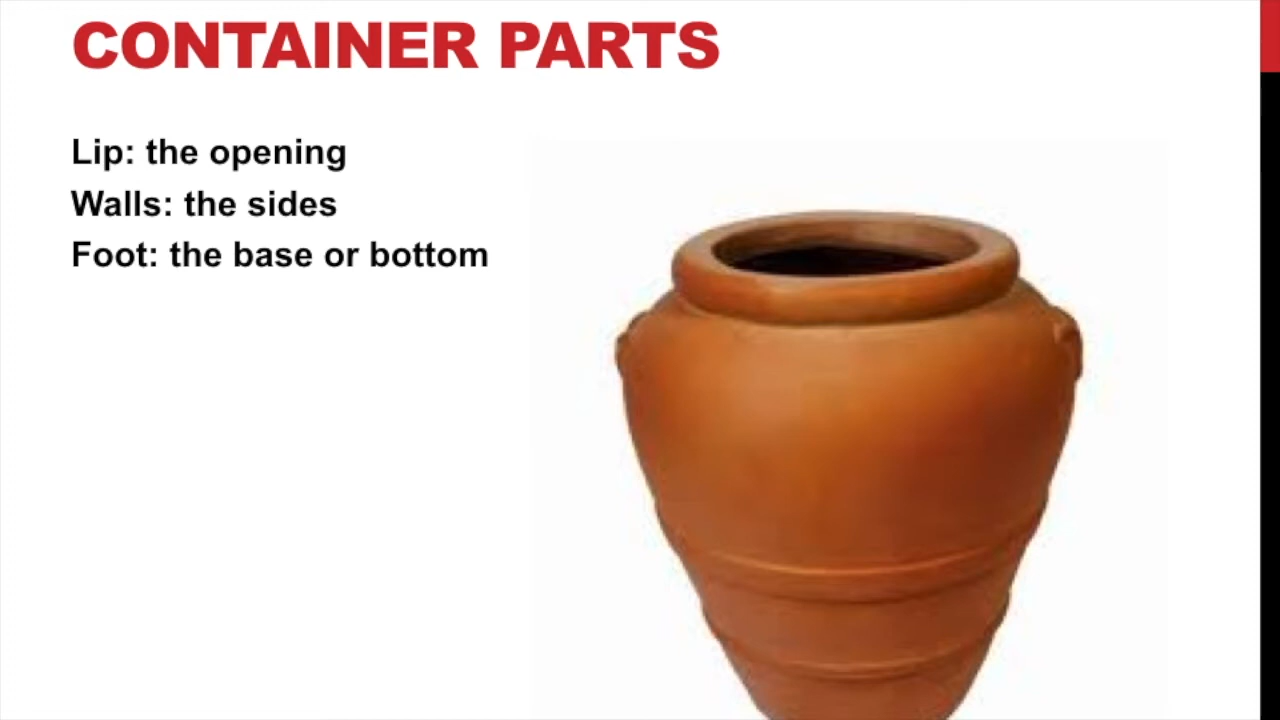 CONTAINER PARTS
Lip: the opening
Walls: the sides
Foot: the base or bottom